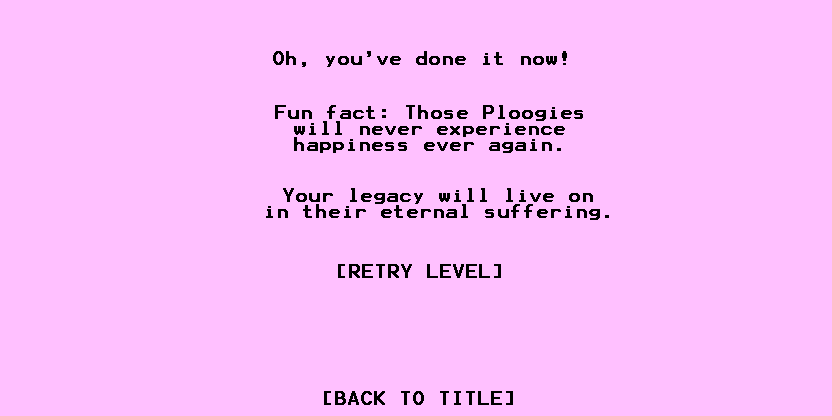 Oh, you've done it now!
Fun fact: Those Ploogies
will never experience
happiness ever again.
Your legacy will live on
in their eternal suffering.
[RETRY LEVEL]
[BACK TO TITLE]